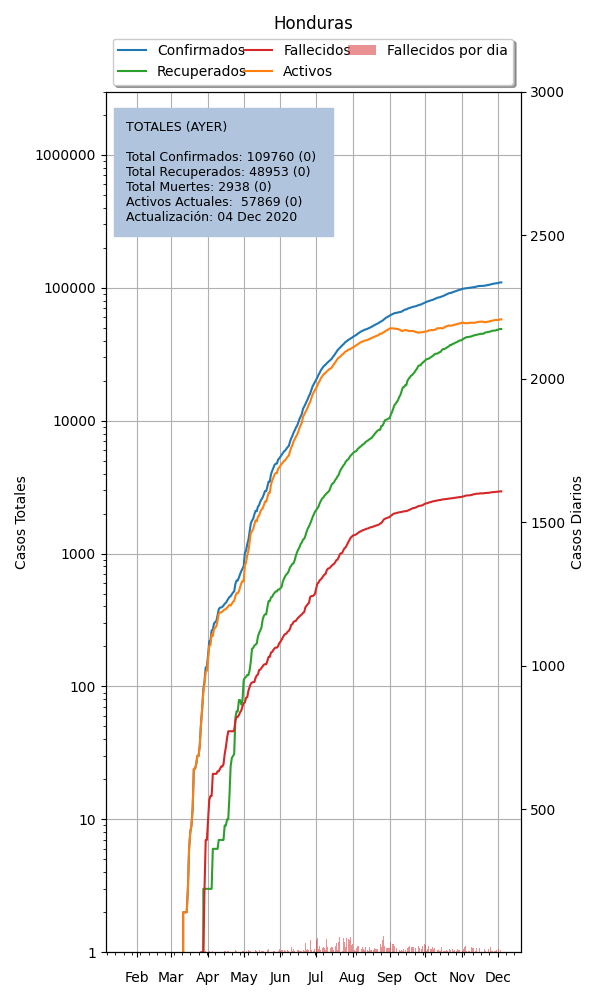 Honduras
Confirmados Fallecidos Fallecidos por dia
Recuperados Activos
TOTALES (AYER)
Total Confirmados: 109760 (0)
Total Recuperados: 48953 (0)
Total Muertes: 2938 (0)
Activos Actuales:  57869 (0)
Actualización: 04 Dec 2020
Casos Totales
1000000
100000
10000
1000
100
10
1
Casos Diarios
3000
2500
2000
1500
1000
500
Feb Mar Apr May Jun Jul Aug Sep Oct Nov Dec